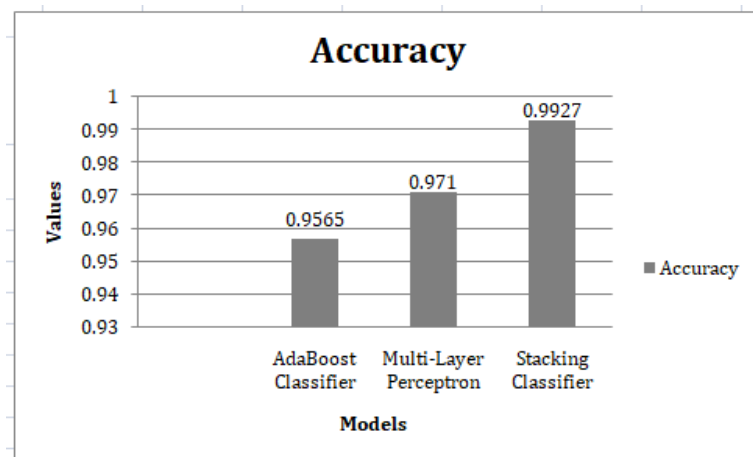 Accuracy
1
0.99
0.98
0.97
0.96
0.95
0.94
0.93
Values
0.9565
0.971
0.9927
Accuracy
AdaBoost Multi-Layer Stacking
Classifier Perceptron Classifier
Models